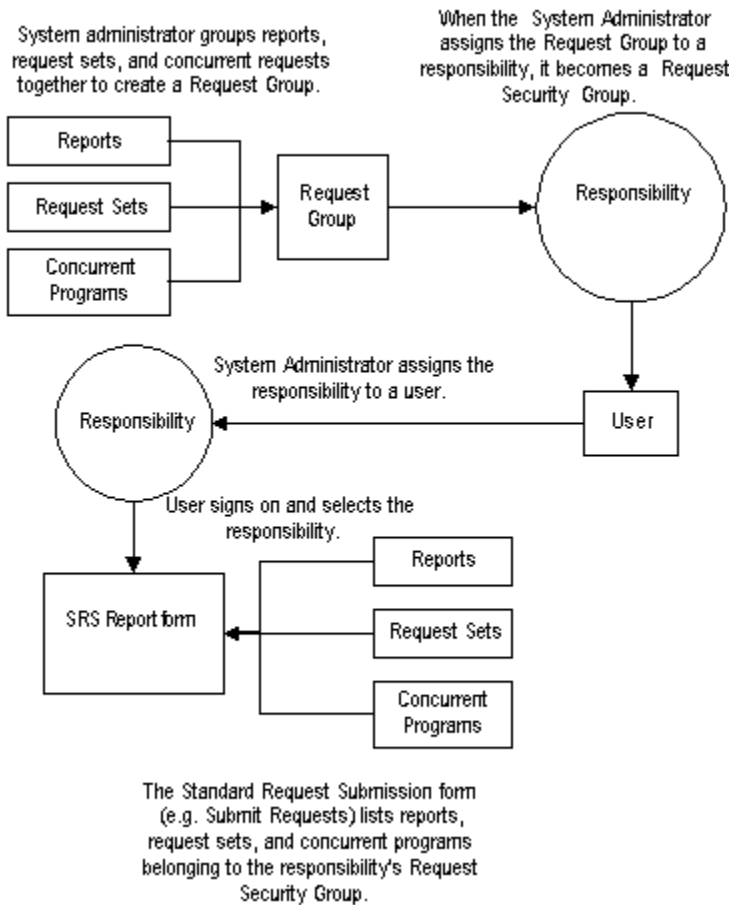 System administrator groups reports,
request sets, and concurrent requests
together to create a Request Group.
When the System Administrator
assigns the Request Group to a
responsibility, it becomes a Request
Security Group.
Reports
Request Sets
Concurrent
Programs
Request
Group
Responsibility
System Administrator assigns the
responsibility to a user.
User
Responsibility
User signs on and selects the
responsibility.
SRS Report form
Reports
Request Sets
Concurrent
Programs
The Standard Request Submission form
(e.g. Submit Requests) lists reports,
request sets, and concurrent programs
belonging to the responsibility's Request
Security Group.